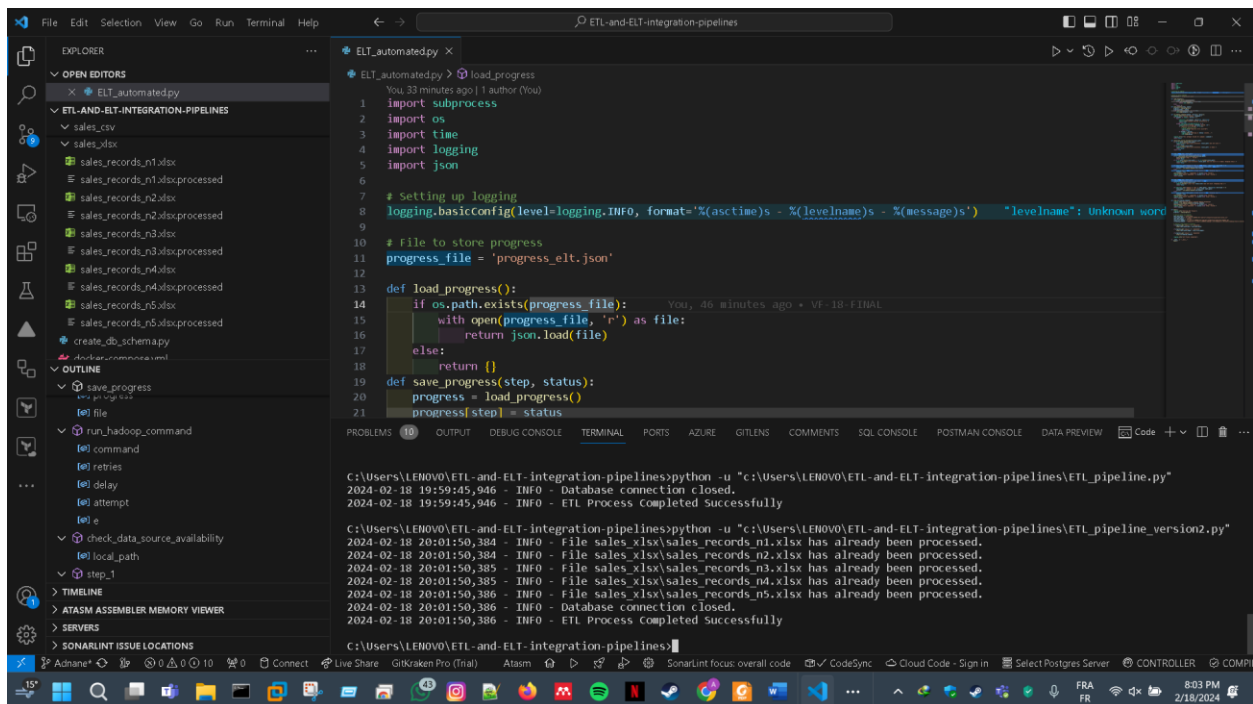 File Edit Selection View Go Run Terminal Help
ETL-and-ELT-integration-pipelines
EXPLORER
OPEN EDITORS
ELT_automated.py
ETL-AND-ELT-INTEGRATION-PIPELINES
sales_csv
sales_xlsx
sales_records_n1.xlsx
sales_records_n1.xlsx.processed
sales_records_n2.xlsx
sales_records_n2.xlsx.processed
sales_records_n3.xlsx
sales_records_n3.xlsx.processed
sales_records_n4.xlsx
sales_records_n4.xlsx.processed
sales_records_n5.xlsx
sales_records_n5.xlsx.processed
create_db_schema.py
docker-compose.yml
OUTLINE
save_progress
progress
file
run_hadoop_command
command
retries
delay
attempt
e
check_data_source_availability
local_path
step_1
TIMELINE
ATASM ASSEMBLER MEMORY VIEWER
SERVERS
SONARLINT ISSUE LOCATIONS
ELT_automated.py
ELT_automated.py > load_progress
You, 33 minutes ago | 1 author (You)
1 import subprocess
2 import os
3 import time
4 import logging
5 import json
6
7 # Setting up logging
8 logging.basicConfig(level=logging.INFO, format='%(asctime)s - %(levelname)s - %(message)s') "levelname": Unknown word
9
10 # File to store progress
11 progress_file = 'progress_elt.json'
12
13 def load_progress():
14 if os.path.exists(progress_file): You, 46 minutes ago • VF-18-FINAL
15 with open(progress_file, 'r') as file:
16 return json.load(file)
17 else:
18 return {}
19 def save_progress(step, status):
20 progress = load_progress()
21 progress[step] = status
PROBLEMS 10 OUTPUT DEBUG CONSOLE TERMINAL PORTS AZURE GITLENS COMMENTS SQL CONSOLE POSTMAN CONSOLE DATA PREVIEW Code
C:\Users\LENOVO\ETL-and-ELT-integration-pipelines>python -u "c:\Users\LENOVO\ETL-and-ELT-integration-pipelines\ETL_pipeline.py"
2024-02-18 19:59:45,946 - INFO - Database connection closed.
2024-02-18 19:59:45,946 - INFO - ETL Process Completed Successfully
C:\Users\LENOVO\ETL-and-ELT-integration-pipelines>python -u "c:\Users\LENOVO\ETL-and-ELT-integration-pipelines\ETL_pipeline_version2.py"
2024-02-18 20:01:50,384 - INFO - File sales_xlsx\sales_records_n1.xlsx has already been processed.
2024-02-18 20:01:50,384 - INFO - File sales_xlsx\sales_records_n2.xlsx has already been processed.
2024-02-18 20:01:50,385 - INFO - File sales_xlsx\sales_records_n3.xlsx has already been processed.
2024-02-18 20:01:50,385 - INFO - File sales_xlsx\sales_records_n4.xlsx has already been processed.
2024-02-18 20:01:50,386 - INFO - File sales_xlsx\sales_records_n5.xlsx has already been processed.
2024-02-18 20:01:50,386 - INFO - Database connection closed.
2024-02-18 20:01:50,386 - INFO - ETL Process Completed Successfully
C:\Users\LENOVO\ETL-and-ELT-integration-pipelines>
Adnane* 0 0 10 0 Connect Live Share GitKraken Pro (Trial) Atasm SonarLint focus: overall code CodeSync Cloud Code - Sign in Select Postgres Server CONTROLLER COMPI
15° 43 FRA 8:03 PM
FR 2/18/2024